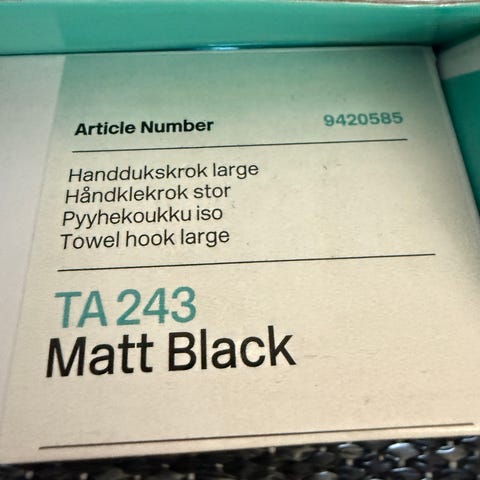 Article Number 9420585
Handdukskrok large
Håndklekrok stor
Pyyhekoukku iso
Towel hook large
TA 243
Matt Black